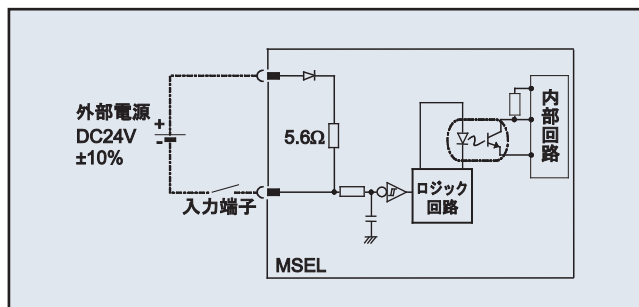 外部電源
DC24V
±10%
+
-
5.6Ω
入力端子
ロジック
回路
内部回路
MSEL